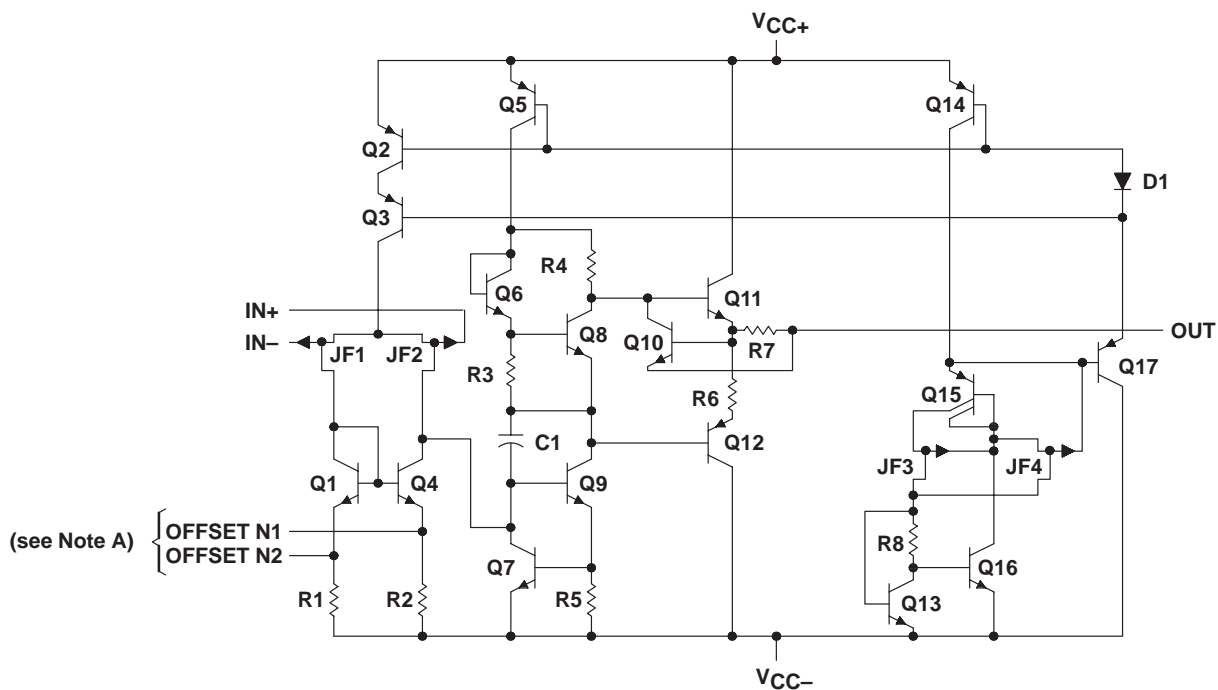 VCC+
Q5
Q14
Q2
D1
Q3
R4
Q6
Q11
IN+
IN–
JF1
JF2
Q8
Q10
R7
OUT
R3
Q17
R6
Q15
C1
Q12
JF3
JF4
Q1
Q4
Q9
(see Note A)
OFFSET N1
OFFSET N2
R8
Q7
Q16
R1
R2
R5
Q13
VCC–